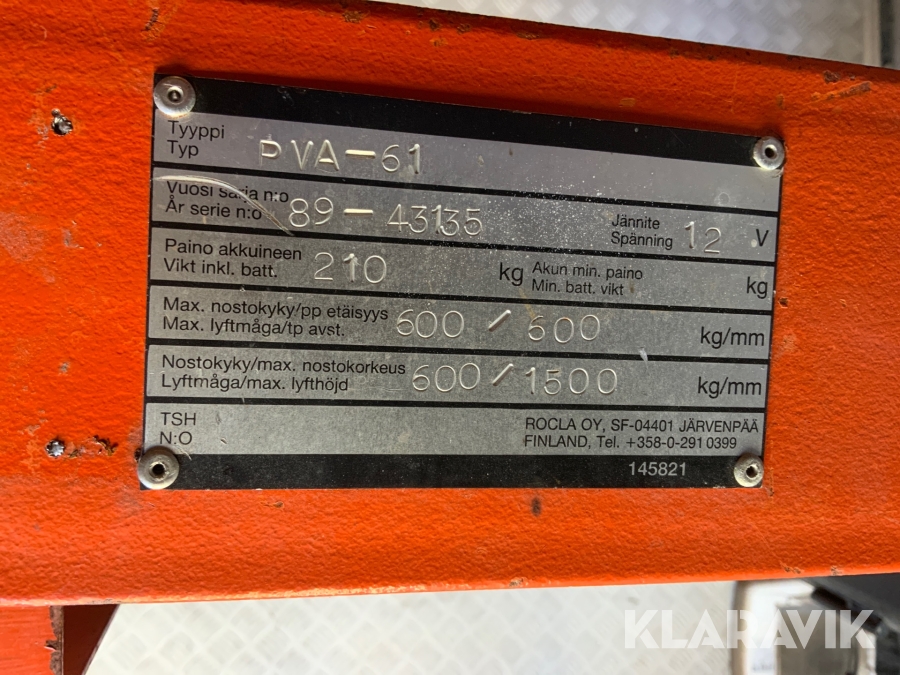 Tyyppi
Typ PVA-61
Vuosi sarja n:o
År serie n:o 89-43135 Jännite
Spänning 12 V
Paino akkuineen
Vikt inkl. batt. 210 kg Akun min. paino
Min. batt. vikt kg
Max. nostokyky/pp etäisyys
Max. lyftmåga/tp avst. 600 / 600 kg/mm
Nostokyky/max. nostokorkeus
Lyftmåga/max. lyfthöjd 600 / 1500 kg/mm
TSH
N:O
ROCLA OY, SF-04401 JÄRVENPÄÄ
FINLAND, Tel. +358-0-291 0399
145821
KLARAVIK